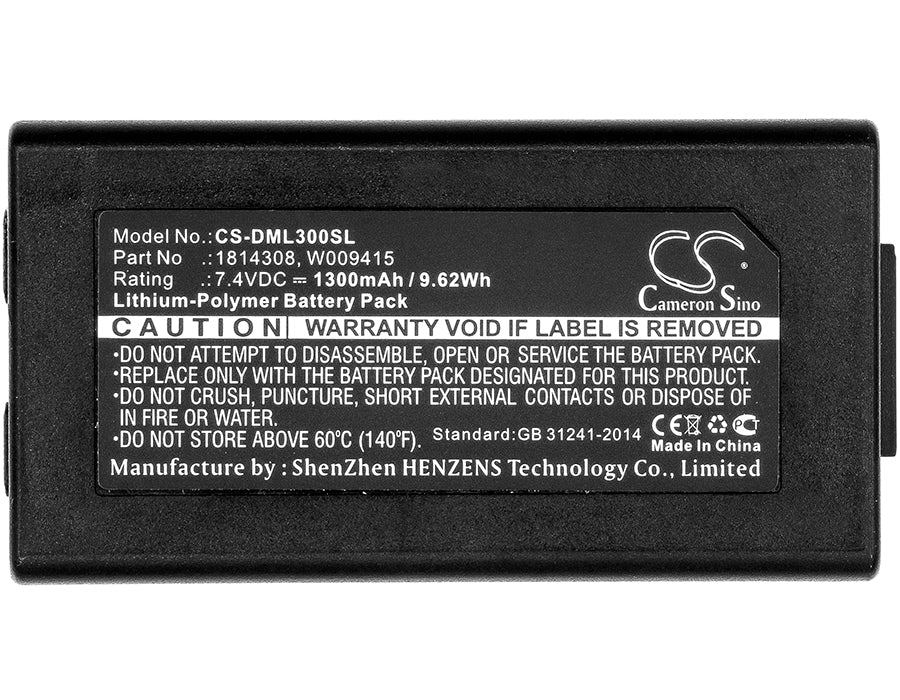 Model No.:CS-DML300SL
Part No .:1814308, W009415
Rating :7.4VDC ⎓ 1300mAh / 9.62Wh
Lithium-Polymer Battery Pack
CS®
Cameron Sino
CAUTION WARRANTY VOID IF LABEL IS REMOVED
•DO NOT ATTEMPT TO DISASSEMBLE, OPEN OR SERVICE THE BATTERY PACK.
•REPLACE ONLY WITH THE BATTERY PACK DESIGNATED FOR THIS PRODUCT.
•DO NOT CRUSH, PUNCTURE, SHORT EXTERNAL CONTACTS OR DISPOSE OF
IN FIRE OR WATER.
•DO NOT STORE ABOVE 60°C (140°F). Standard:GB 31241-2014
CE PCT
Made In China
Manufacture by : ShenZhen HENZENS Technology Co., Limited